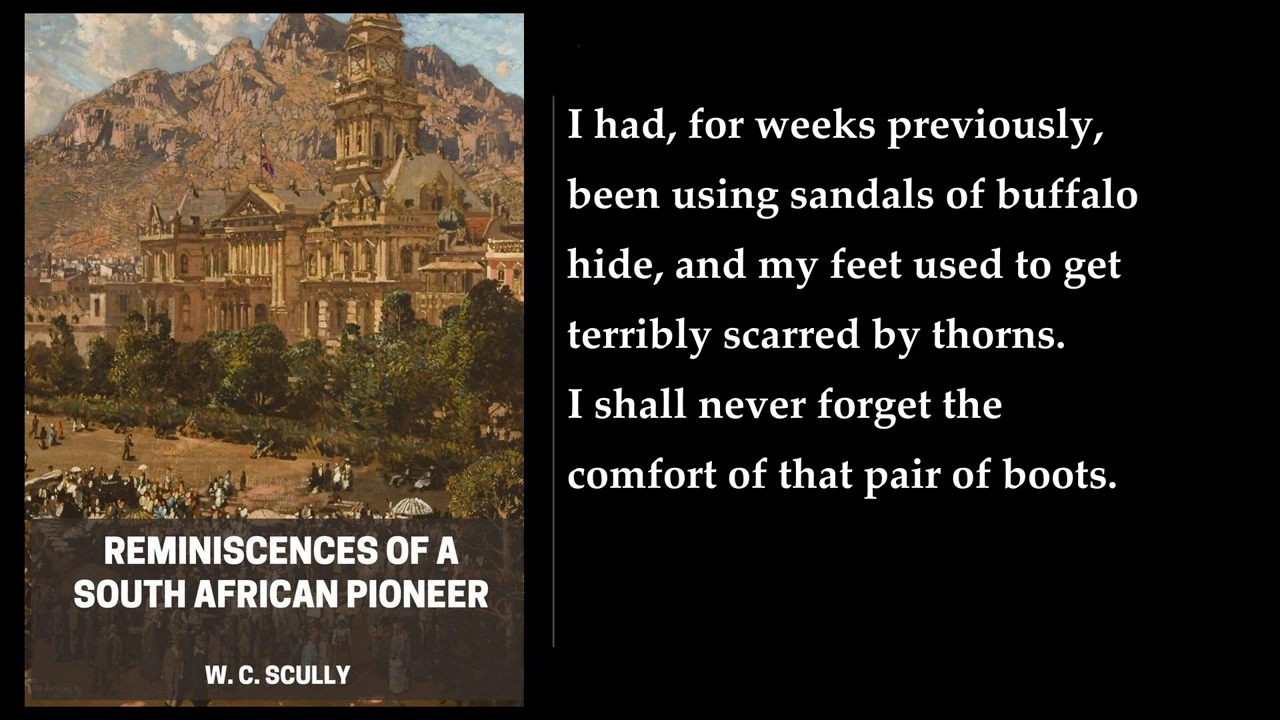 I had, for weeks previously,
been using sandals of buffalo
hide, and my feet used to get
terribly scarred by thorns.
I shall never forget the
comfort of that pair of boots.
REMINISCENCES OF A
SOUTH AFRICAN PIONEER
W. C. SCULLY